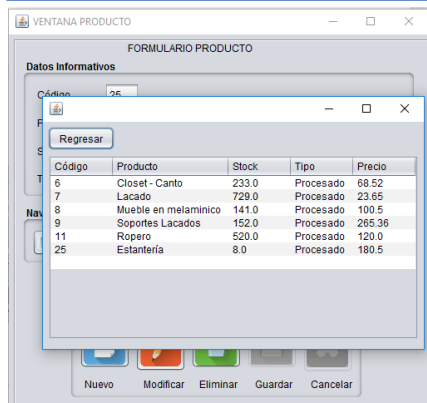 VENTANA PRODUCTO
FORMULARIO PRODUCTO
Datos Informativos
Código 25
Regresar
Código Producto Stock Tipo Precio
6 Closet - Canto 233.0 Procesado 68.52
7 Lacado 729.0 Procesado 23.65
8 Mueble en melaminico 141.0 Procesado 100.5
9 Soportes Lacados 152.0 Procesado 265.36
11 Ropero 520.0 Procesado 120.0
25 Estantería 8.0 Procesado 180.5
Nuevo Modificar Eliminar Guardar Cancelar